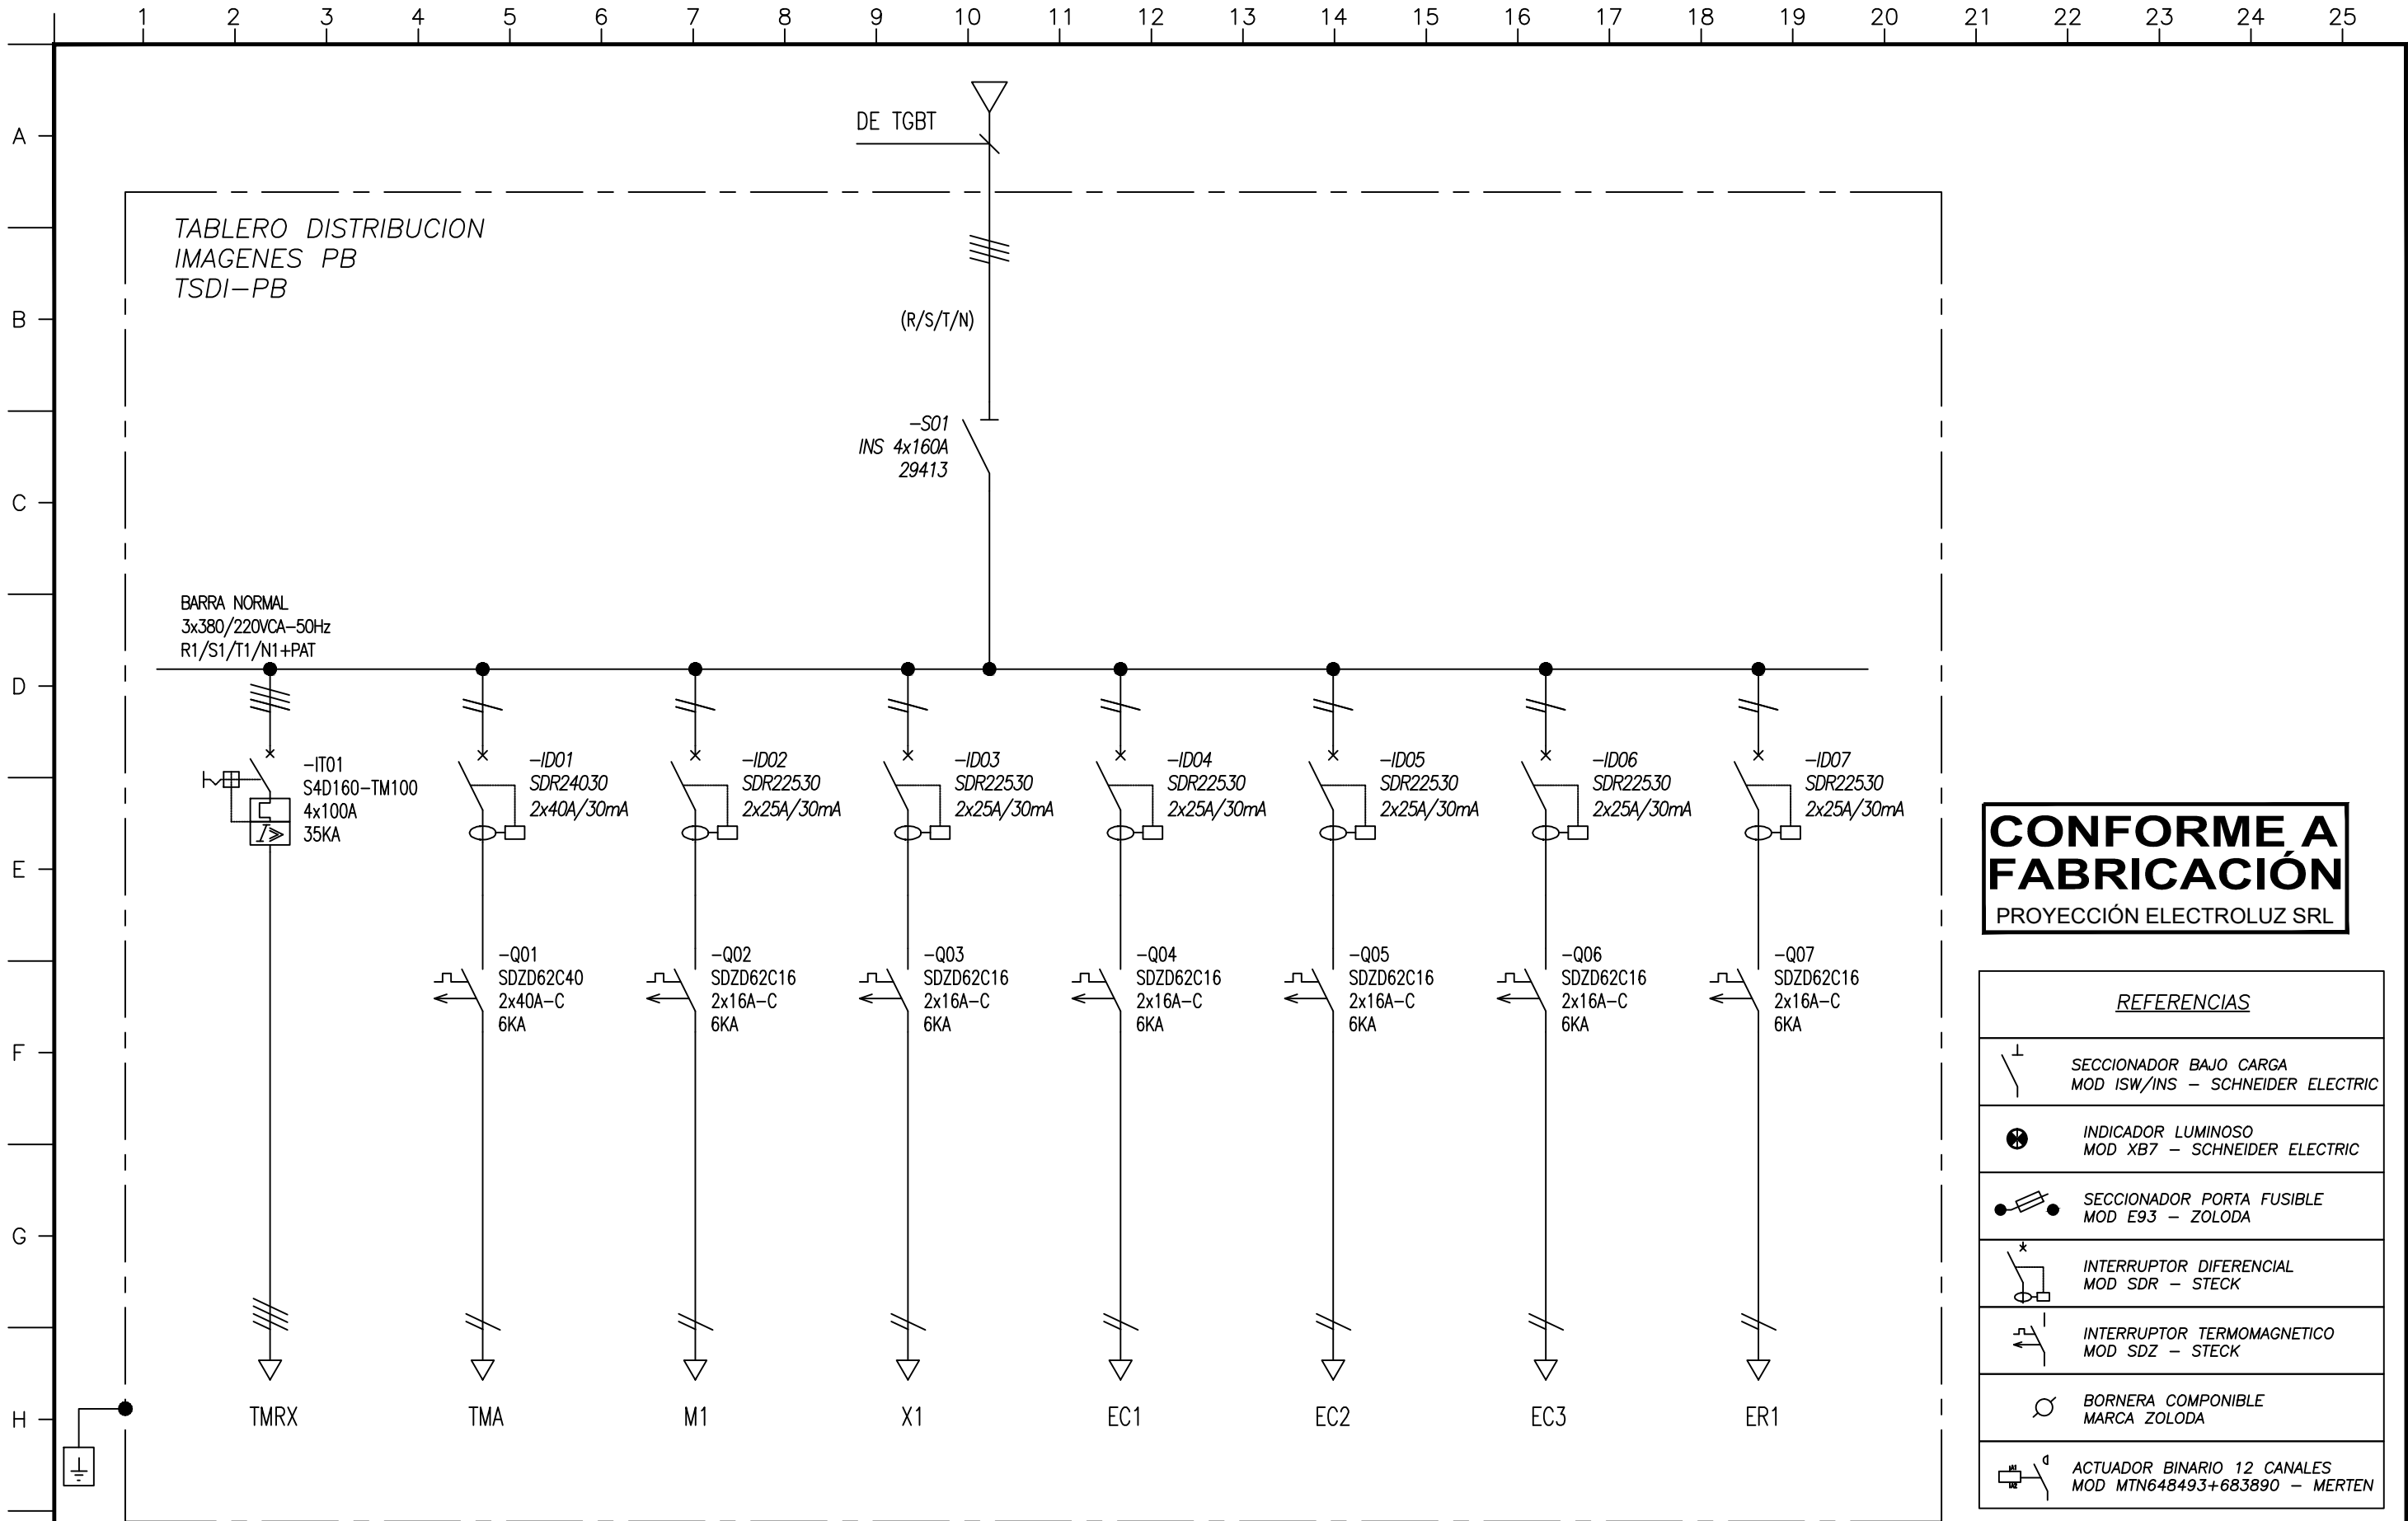 1 2 3 4 5 6 7 8 9 10 11 12 13 14 15 16 17 18 19 20 21 22 23 24 25
A
B
C
D
E
F
G
H
DE TGBT
TABLERO DISTRIBUCION
IMAGENES PB
TSDI-PB
(R/S/T/N)
-S01
INS 4x160A
29413
BARRA NORMAL
3x380/220VCA-50Hz
R1/S1/T1/N1+PAT
-IT01
S4D160-TM100
4x100A
35KA
I≫
-ID01
SDR24030
2x40A/30mA
-ID02
SDR22530
2x25A/30mA
-ID03
SDR22530
2x25A/30mA
-ID04
SDR22530
2x25A/30mA
-ID05
SDR22530
2x25A/30mA
-ID06
SDR22530
2x25A/30mA
-ID07
SDR22530
2x25A/30mA
-Q01
SDZD62C40
2x40A-C
6KA
-Q02
SDZD62C16
2x16A-C
6KA
-Q03
SDZD62C16
2x16A-C
6KA
-Q04
SDZD62C16
2x16A-C
6KA
-Q05
SDZD62C16
2x16A-C
6KA
-Q06
SDZD62C16
2x16A-C
6KA
-Q07
SDZD62C16
2x16A-C
6KA
TMRX
TMA
M1
X1
EC1
EC2
EC3
ER1
CONFORME A
FABRICACIÓN
PROYECCIÓN ELECTROLUZ SRL
REFERENCIAS
SECCIONADOR BAJO CARGA
MOD ISW/INS - SCHNEIDER ELECTRIC
INDICADOR LUMINOSO
MOD XB7 - SCHNEIDER ELECTRIC
SECCIONADOR PORTA FUSIBLE
MOD E93 - ZOLODA
INTERRUPTOR DIFERENCIAL
MOD SDR - STECK
INTERRUPTOR TERMOMAGNETICO
MOD SDZ - STECK
BORNERA COMPONIBLE
MARCA ZOLODA
ACTUADOR BINARIO 12 CANALES
MOD MTN648493+683890 - MERTEN